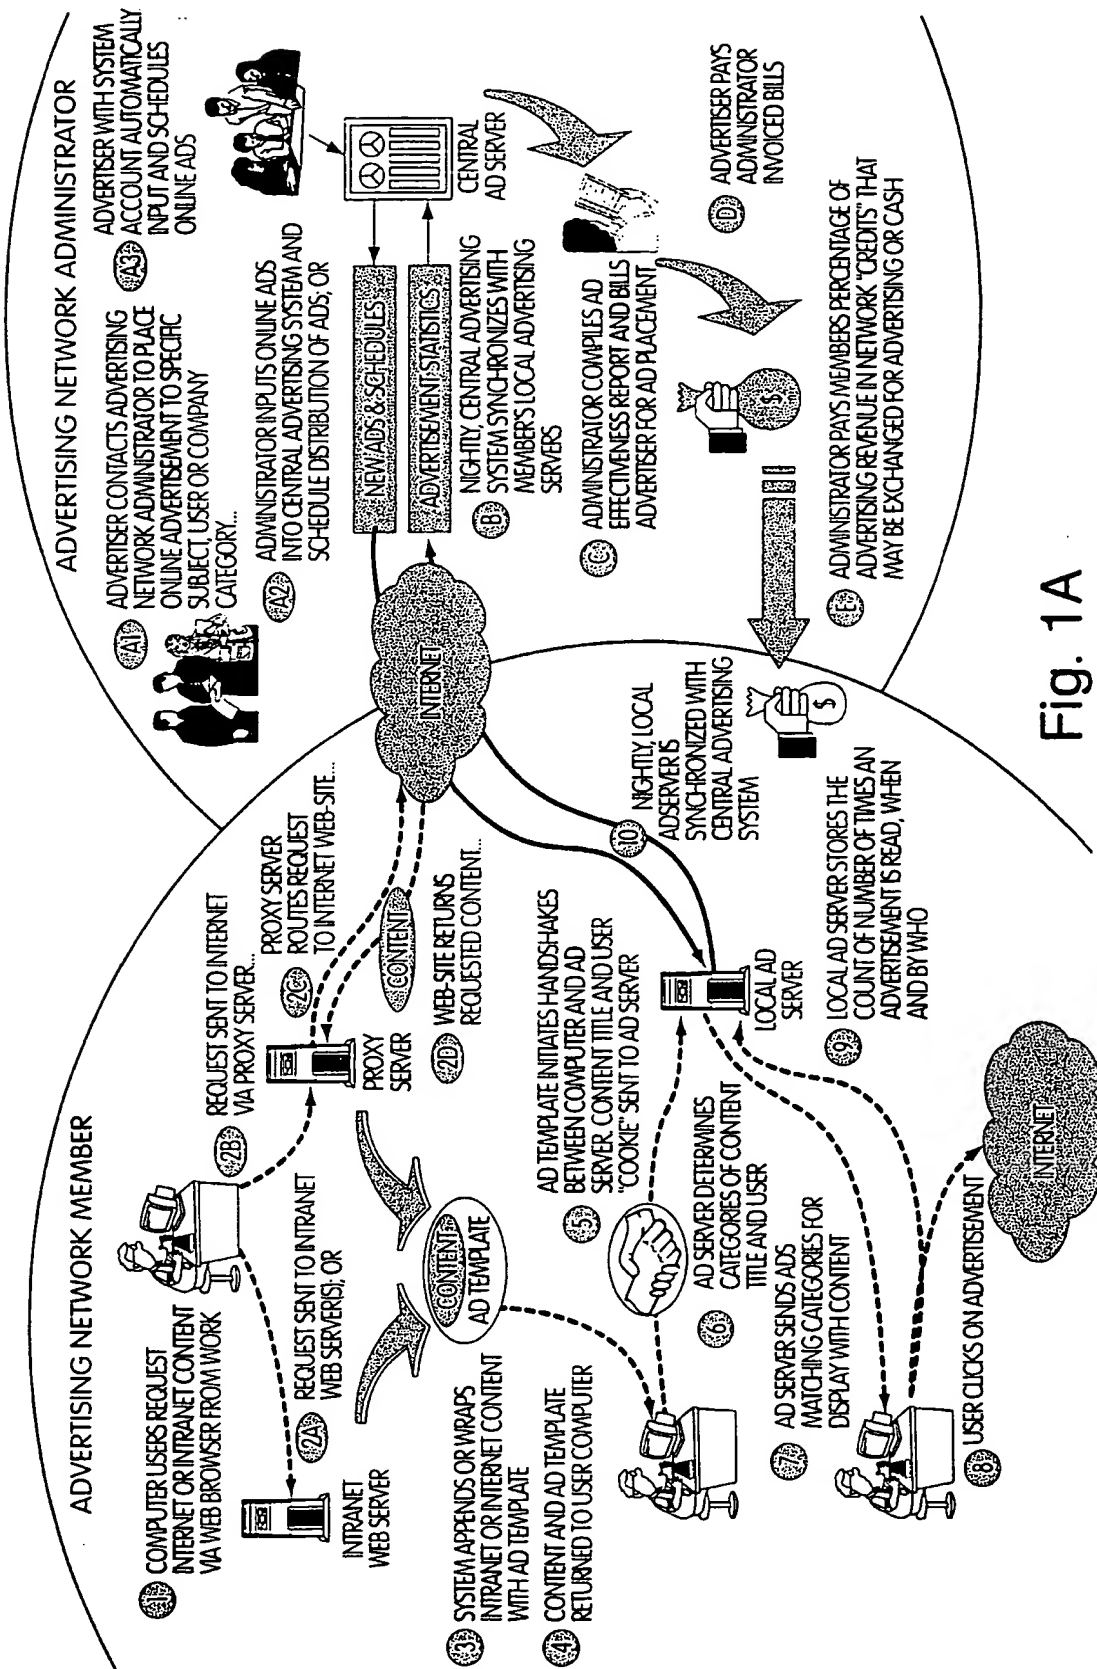 ADVERTISING NETWORK MEMBER
1
COMPUTER USERS REQUEST
INTERNET OR INTRANET CONTENT
VIA WEB BROWSER FROM WORK
INTRANET
WEB SERVER
2A
REQUEST SENT TO INTRANET
WEB SERVER(S); OR
2B
REQUEST SENT TO INTERNET
VIA PROXY SERVER...
2C
PROXY SERVER
ROUTES REQUEST
TO INTERNET WEB-SITE...
PROXY
SERVER
CONTENT
2D
WEB-SITE RETURNS
REQUESTED CONTENT...
3
SYSTEM APPENDS OR WRAPS
INTRANET OR INTERNET CONTENT
WITH AD TEMPLATE
CONTENT
AD TEMPLATE
4
CONTENT AND AD TEMPLATE
RETURNED TO USER COMPUTER
5
AD TEMPLATE INITIATES HANDSHAKES
BETWEEN COMPUTER AND AD
SERVER. CONTENT TITLE AND USER
"COOKIE" SENT TO AD SERVER
6
AD SERVER DETERMINES
CATEGORIES OF CONTENT
TITLE AND USER
7
AD SERVER SENDS ADS
MATCHING CATEGORIES FOR
DISPLAY WITH CONTENT
LOCAL AD
SERVER
8
USER CLICKS ON ADVERTISEMENT
INTERNET
9
LOCAL AD SERVER STORES THE
COUNT OF NUMBER OF TIMES AN
ADVERTISEMENT IS READ, WHEN
AND BY WHO
10
NIGHTLY, LOCAL
ADSERVER IS
SYNCHRONIZED WITH
CENTRAL ADVERTISING
SYSTEM
INTERNET
ADVERTISING NETWORK ADMINISTRATOR
A1
ADVERTISER CONTACTS ADVERTISING
NETWORK ADMINISTRATOR TO PLACE
ONLINE ADVERTISEMENT TO SPECIFIC
SUBJECT, USER OR COMPANY
CATEGORY...
A2
ADMINISTRATOR INPUTS ONLINE ADS
INTO CENTRAL ADVERTISING SYSTEM AND
SCHEDULE DISTRIBUTION OF ADS; OR
A3
ADVERTISER WITH SYSTEM
ACCOUNT AUTOMATICALLY
INPUT AND SCHEDULES
ONLINE ADS
NEW ADS & SCHEDULES
ADVERTISEMENT STATISTICS
CENTRAL
AD SERVER
B
NIGHTLY, CENTRAL ADVERTISING
SYSTEM SYNCHRONIZES WITH
MEMBER'S LOCAL ADVERTISING
SERVERS
C
ADMINISTRATOR COMPILES AD
EFFECTIVENESS REPORT AND BILLS
ADVERTISER FOR AD PLACEMENT
D
ADVERTISER PAYS
ADMINISTRATOR
INVOICED BILLS
$
$
E
ADMINISTRATOR PAYS MEMBERS PERCENTAGE OF
ADVERTISING REVENUE IN NETWORK "CREDITS" THAT
MAY BE EXCHANGED FOR ADVERTISING OR CASH
Fig. 1A